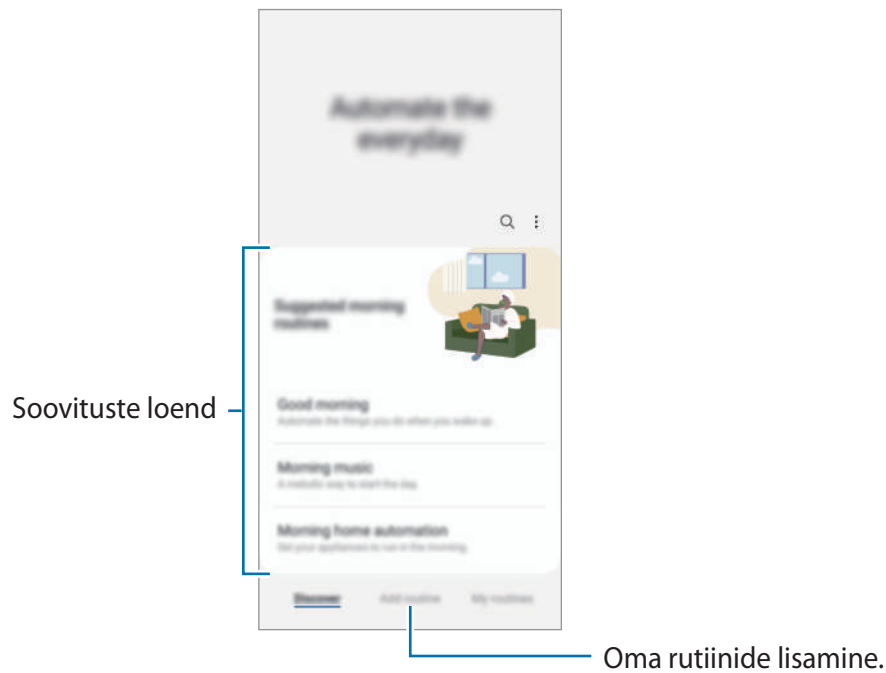 Automate the
everyday
Suggested morning
routines
Soovituste loend
Good morning
Automate the things you do when you wake up.
Morning music
A melodic way to start the day.
Morning home automation
Set your appliances to run in the morning.
Discover Add routine My routines
Oma rutiinide lisamine.